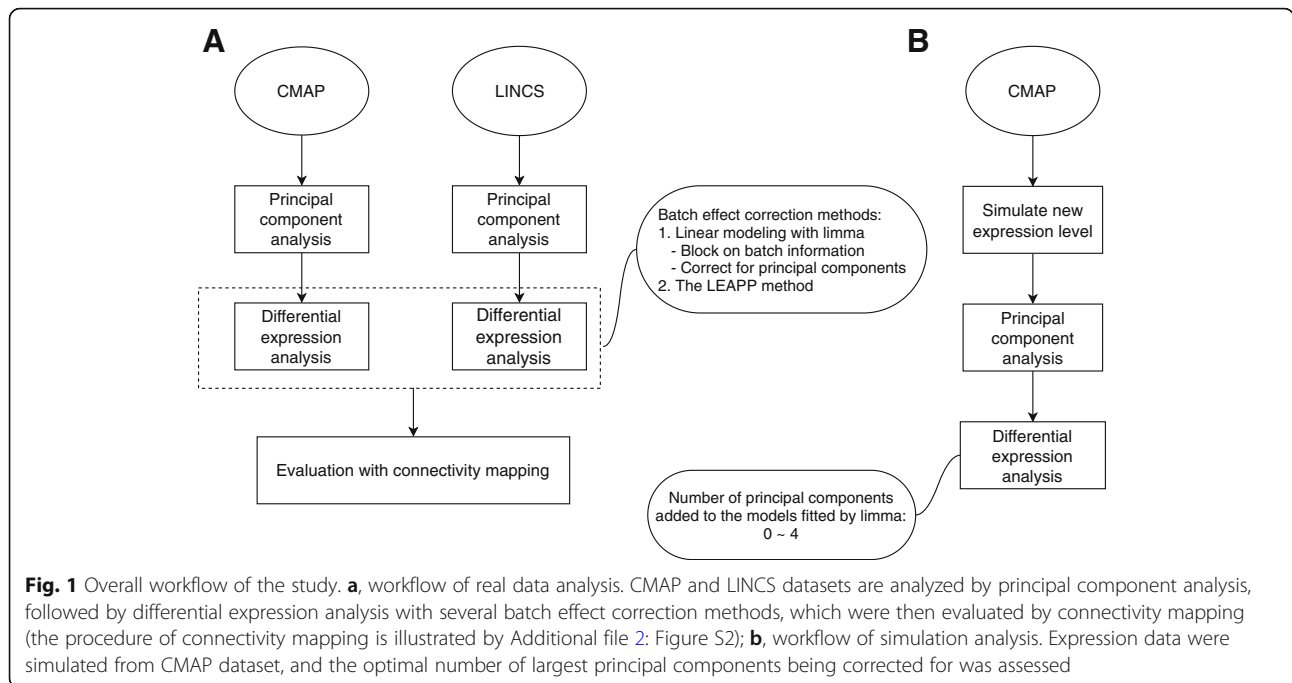 A
CMAP
LINCS
Principal
component
analysis
Principal
component
analysis
Differential
expression
analysis
Differential
expression
analysis
Batch effect correction methods:
1. Linear modeling with limma
- Block on batch information
- Correct for principal components
2. The LEAPP method
Evaluation with connectivity mapping
B
CMAP
Simulate new
expression level
Principal
component
analysis
Differential
expression
analysis
Number of principal components
added to the models fitted by limma:
0 ~ 4
Fig. 1 Overall workflow of the study. a, workflow of real data analysis. CMAP and LINCS datasets are analyzed by principal component analysis,
followed by differential expression analysis with several batch effect correction methods, which were then evaluated by connectivity mapping
(the procedure of connectivity mapping is illustrated by Additional file 2: Figure S2); b, workflow of simulation analysis. Expression data were
simulated from CMAP dataset, and the optimal number of largest principal components being corrected for was assessed